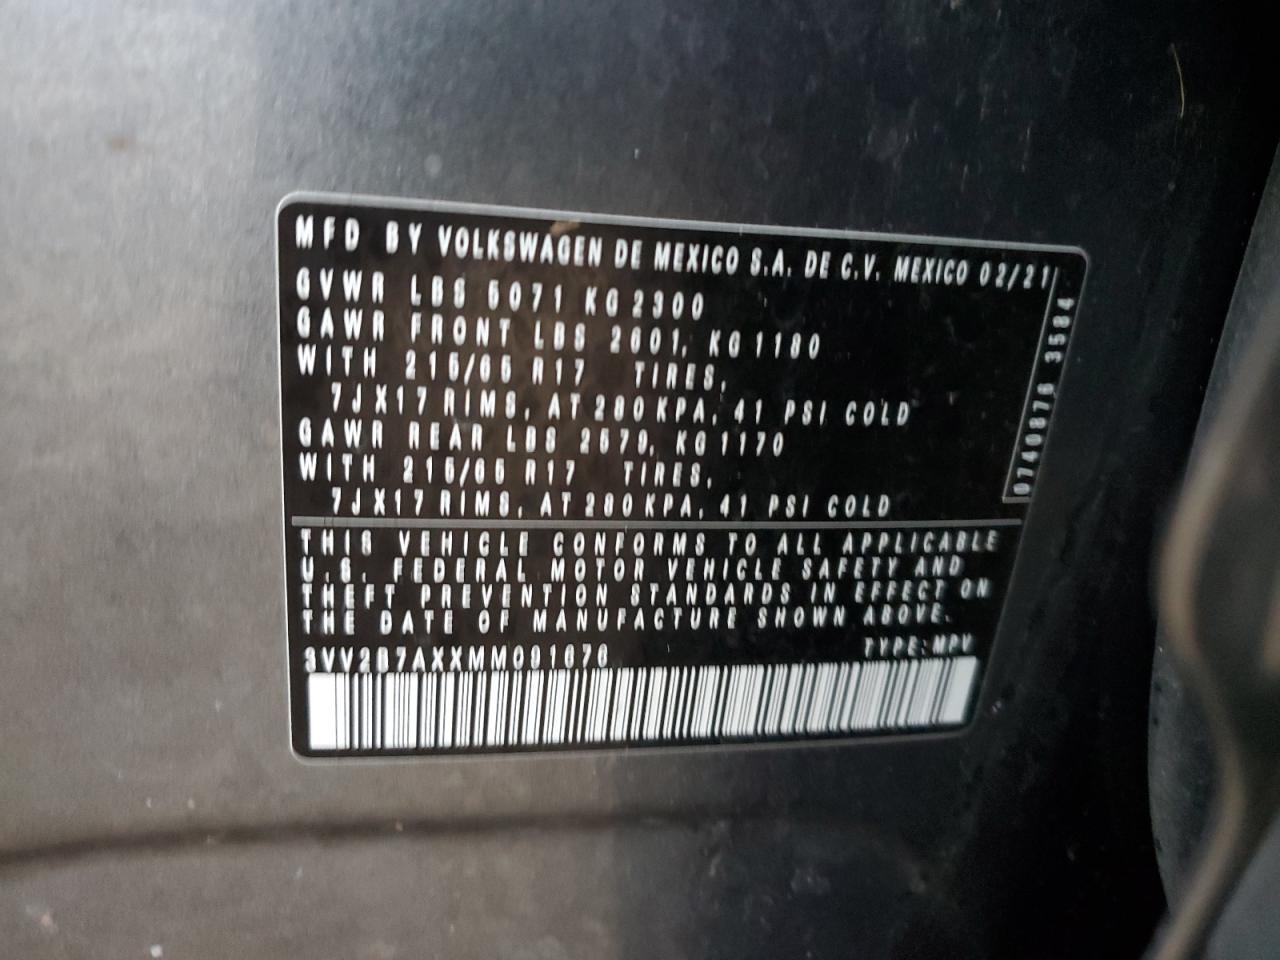 MFD BY VOLKSWAGEN DE MEXICO S.A. DE C.V. MEXICO 02/21
GVWR LBS 5071 KG 2300
GAWR FRONT LBS 2601, KG 1180
WITH 215/65 R17 TIRES,
7JX17 RIMS, AT 280 KPA, 41 PSI COLD
GAWR REAR LBS 2579, KG 1170
WITH 215/65 R17 TIRES,
7JX17 RIMS, AT 280 KPA, 41 PSI COLD
0740876 3584
THIS VEHICLE CONFORMS TO ALL APPLICABLE
U.S. FEDERAL MOTOR VEHICLE SAFETY AND
THEFT PREVENTION STANDARDS IN EFFECT ON
THE DATE OF MANUFACTURE SHOWN ABOVE.
TYPE:MPV